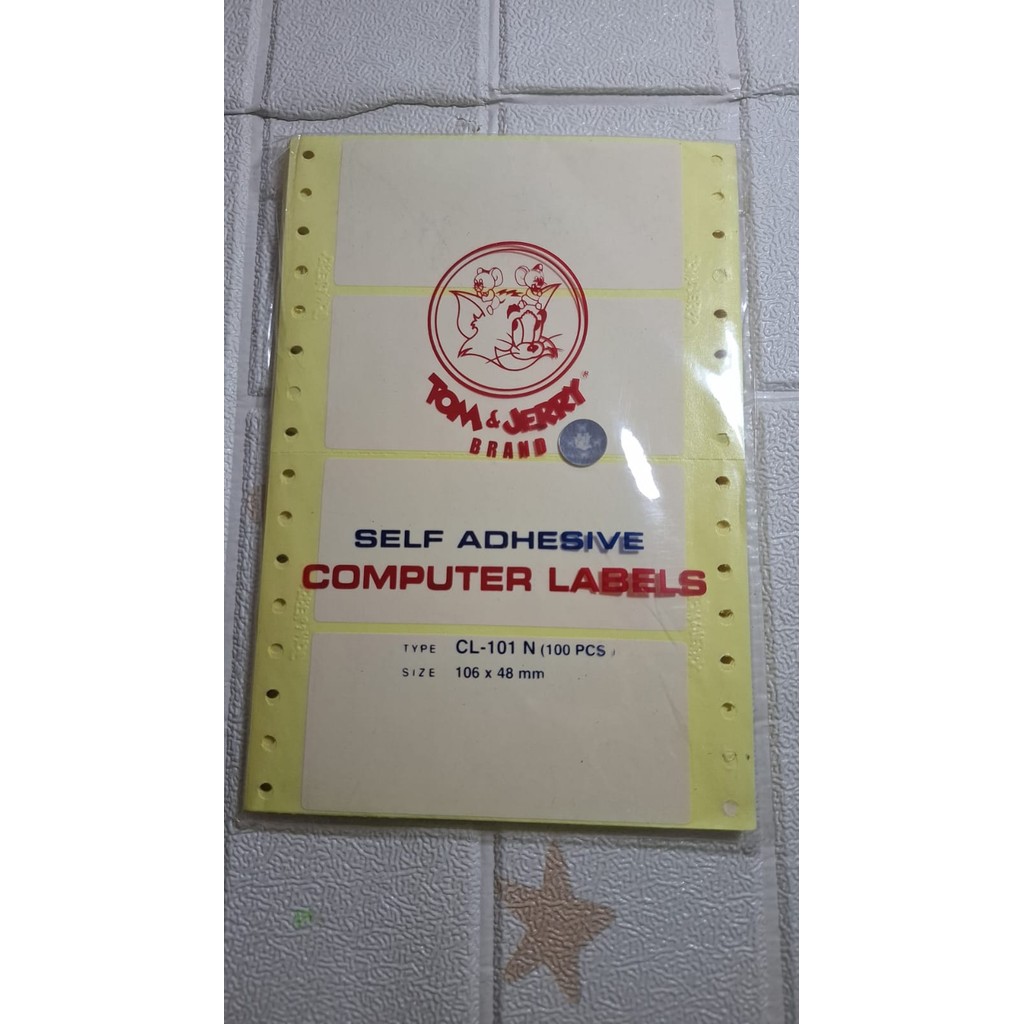 TOM & JERRY®
BRAND
SELF ADHESIVE
COMPUTER LABELS
TYPE CL-101 N (100 PCS)
SIZE 106 x 48 mm